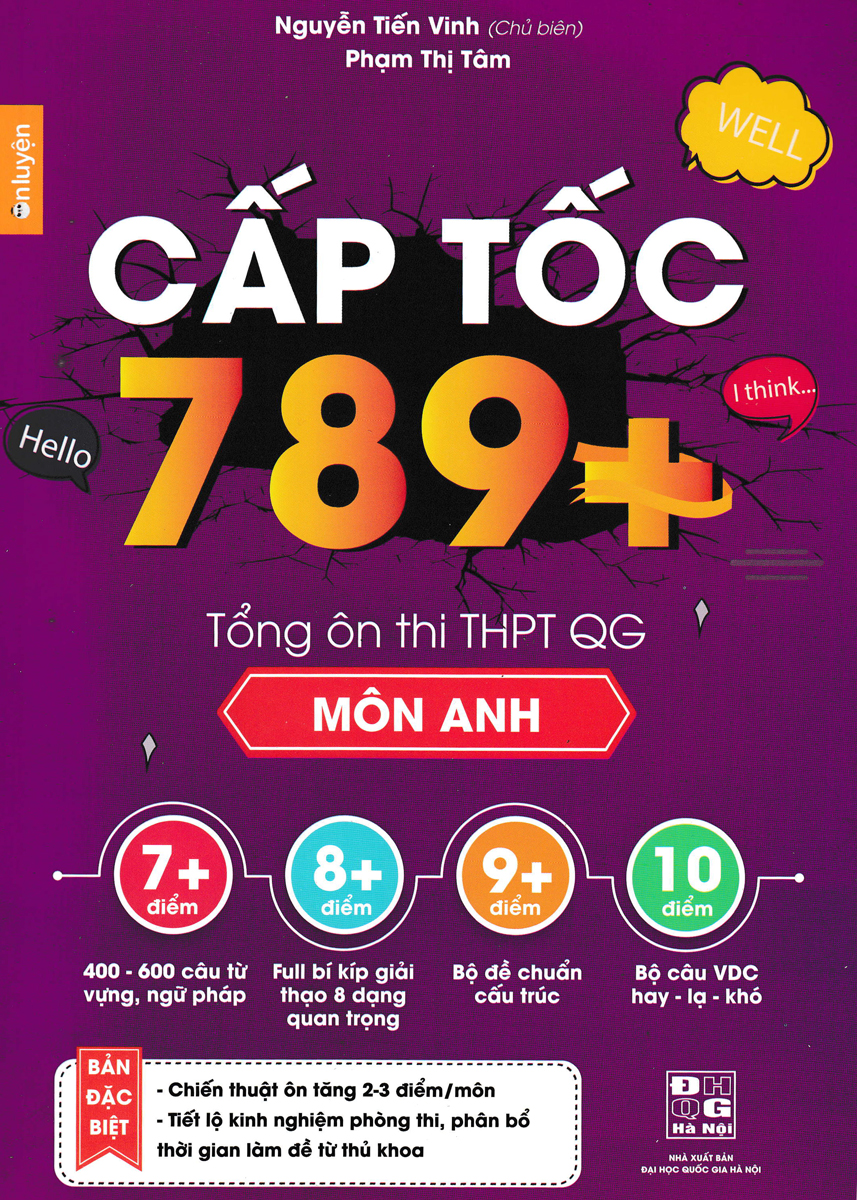 Nguyễn Tiến Vinh (Chủ biên)
Phạm Thị Tâm
WELL
onluyện
CẤP TỐC
789+
I think...
Hello
Tổng ôn thi THPT QG
MÔN ANH
7+
điểm
8+
điểm
9+
điểm
10
điểm
400 - 600 câu từ
vựng, ngữ pháp
Full bí kíp giải
thạo 8 dạng
quan trọng
Bộ đề chuẩn
cấu trúc
Bộ câu VDC
hay - lạ - khó
BẢN
ĐẶC
BIỆT
- Chiến thuật ôn tăng 2-3 điểm/môn
- Tiết lộ kinh nghiệm phòng thi, phân bổ
thời gian làm đề từ thủ khoa
ĐH
QG
Hà Nội
NHÀ XUẤT BẢN
ĐẠI HỌC QUỐC GIA HÀ NỘI